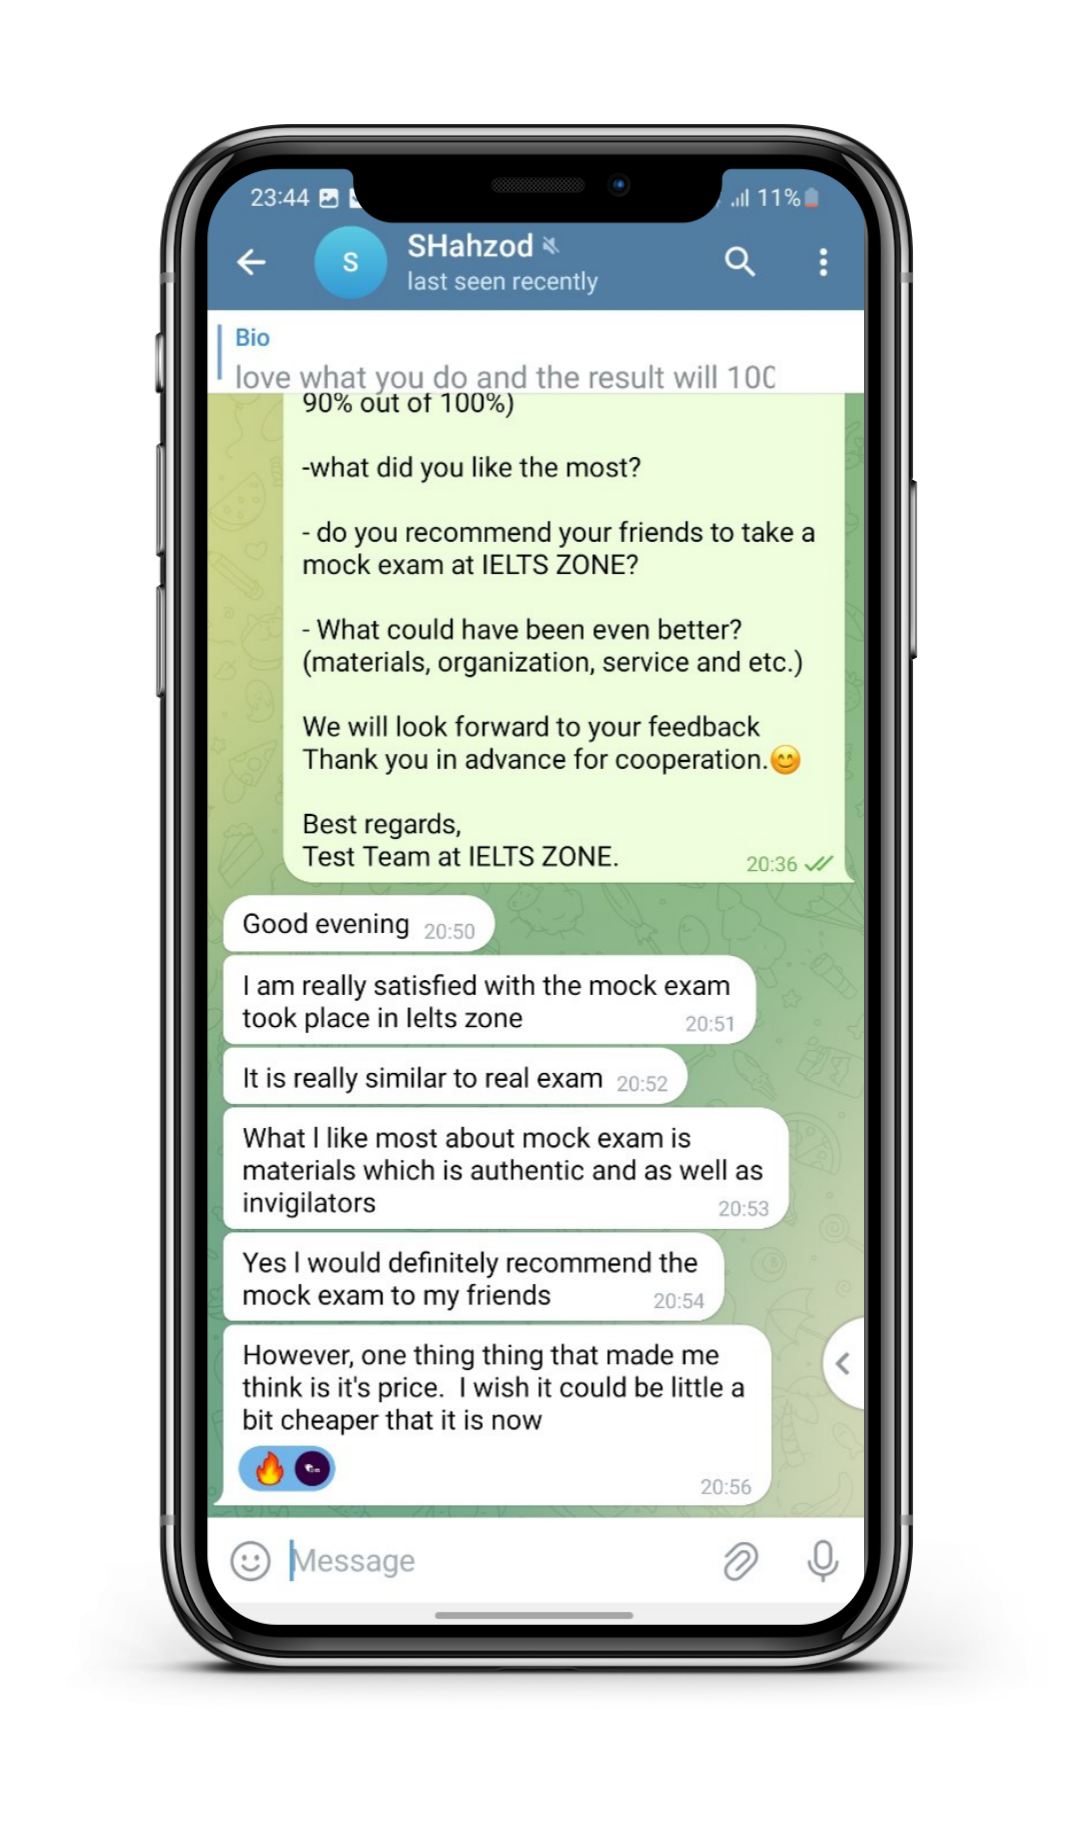 23:44
11%
S
SHahzod
last seen recently
Bio
love what you do and the result will 100
90% out of 100%)
-what did you like the most?
- do you recommend your friends to take a
mock exam at IELTS ZONE?
- What could have been even better?
(materials, organization, service and etc.)
We will look forward to your feedback
Thank you in advance for cooperation.😊
Best regards,
Test Team at IELTS ZONE.
20:36
Good evening 20:50
I am really satisfied with the mock exam
took place in Ielts zone 20:51
It is really similar to real exam 20:52
What I like most about mock exam is
materials which is authentic and as well as
invigilators 20:53
Yes I would definitely recommend the
mock exam to my friends 20:54
However, one thing thing that made me
think is it's price.  I wish it could be little a
bit cheaper that it is now
20:56
Message